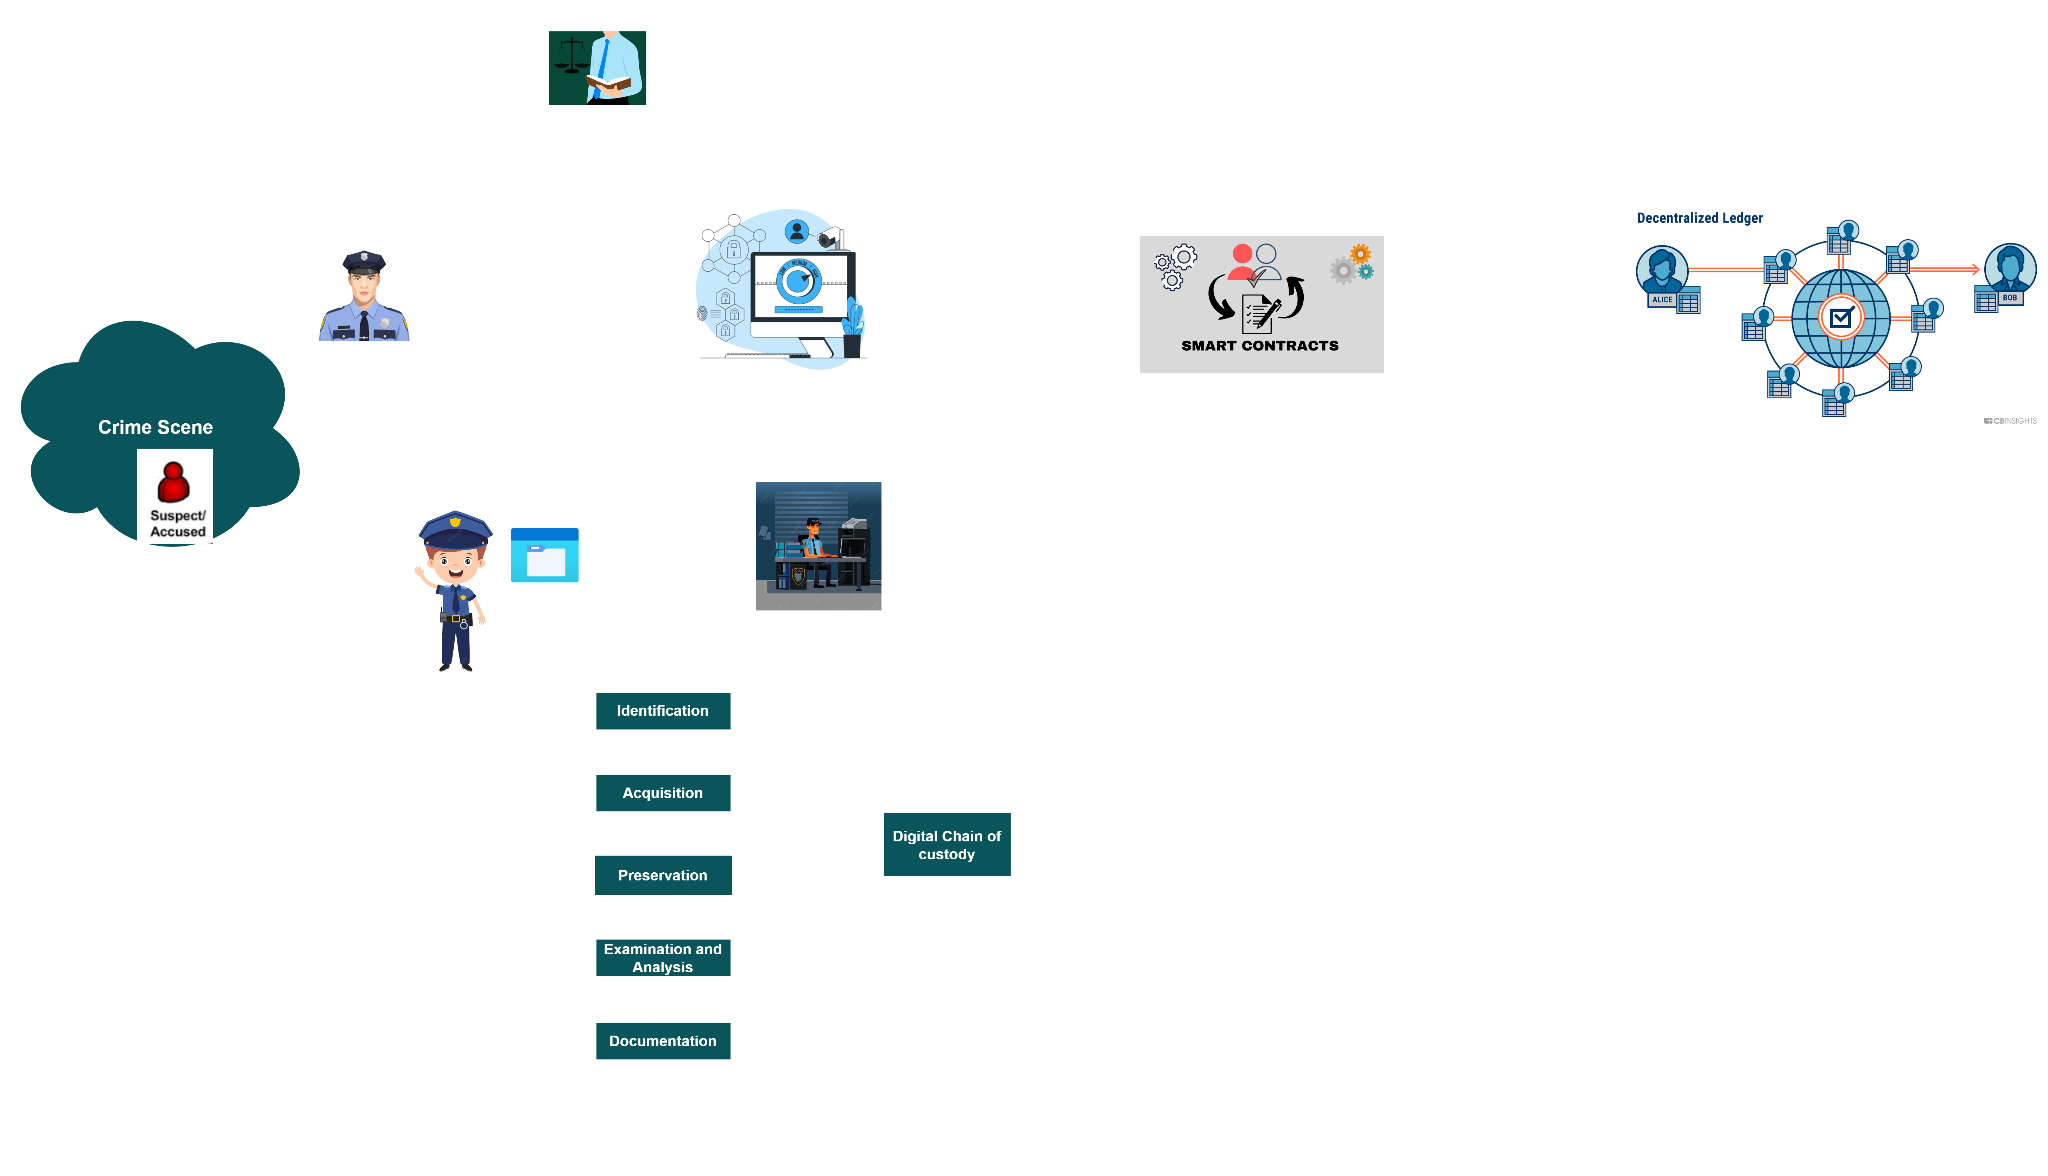 Decentralized Ledger
ALICE
BOB
SMART CONTRACTS
CBINSIGHTS
Crime Scene
Suspect/
Accused
Identification
Acquisition
Digital Chain of
custody
Preservation
Examination and
Analysis
Documentation